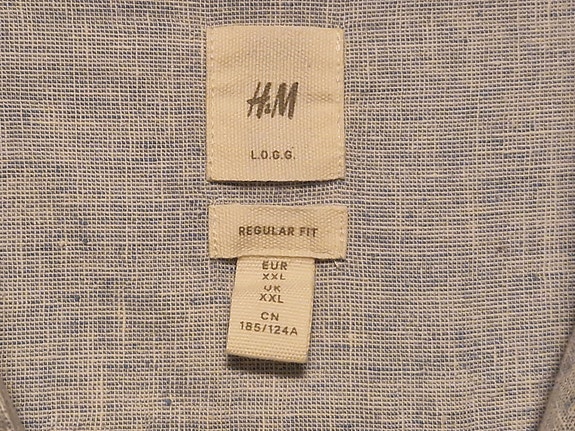 H&M
L.O.G.G.
REGULAR FIT
EUR
XXL
UK
XXL
CN
185/124A